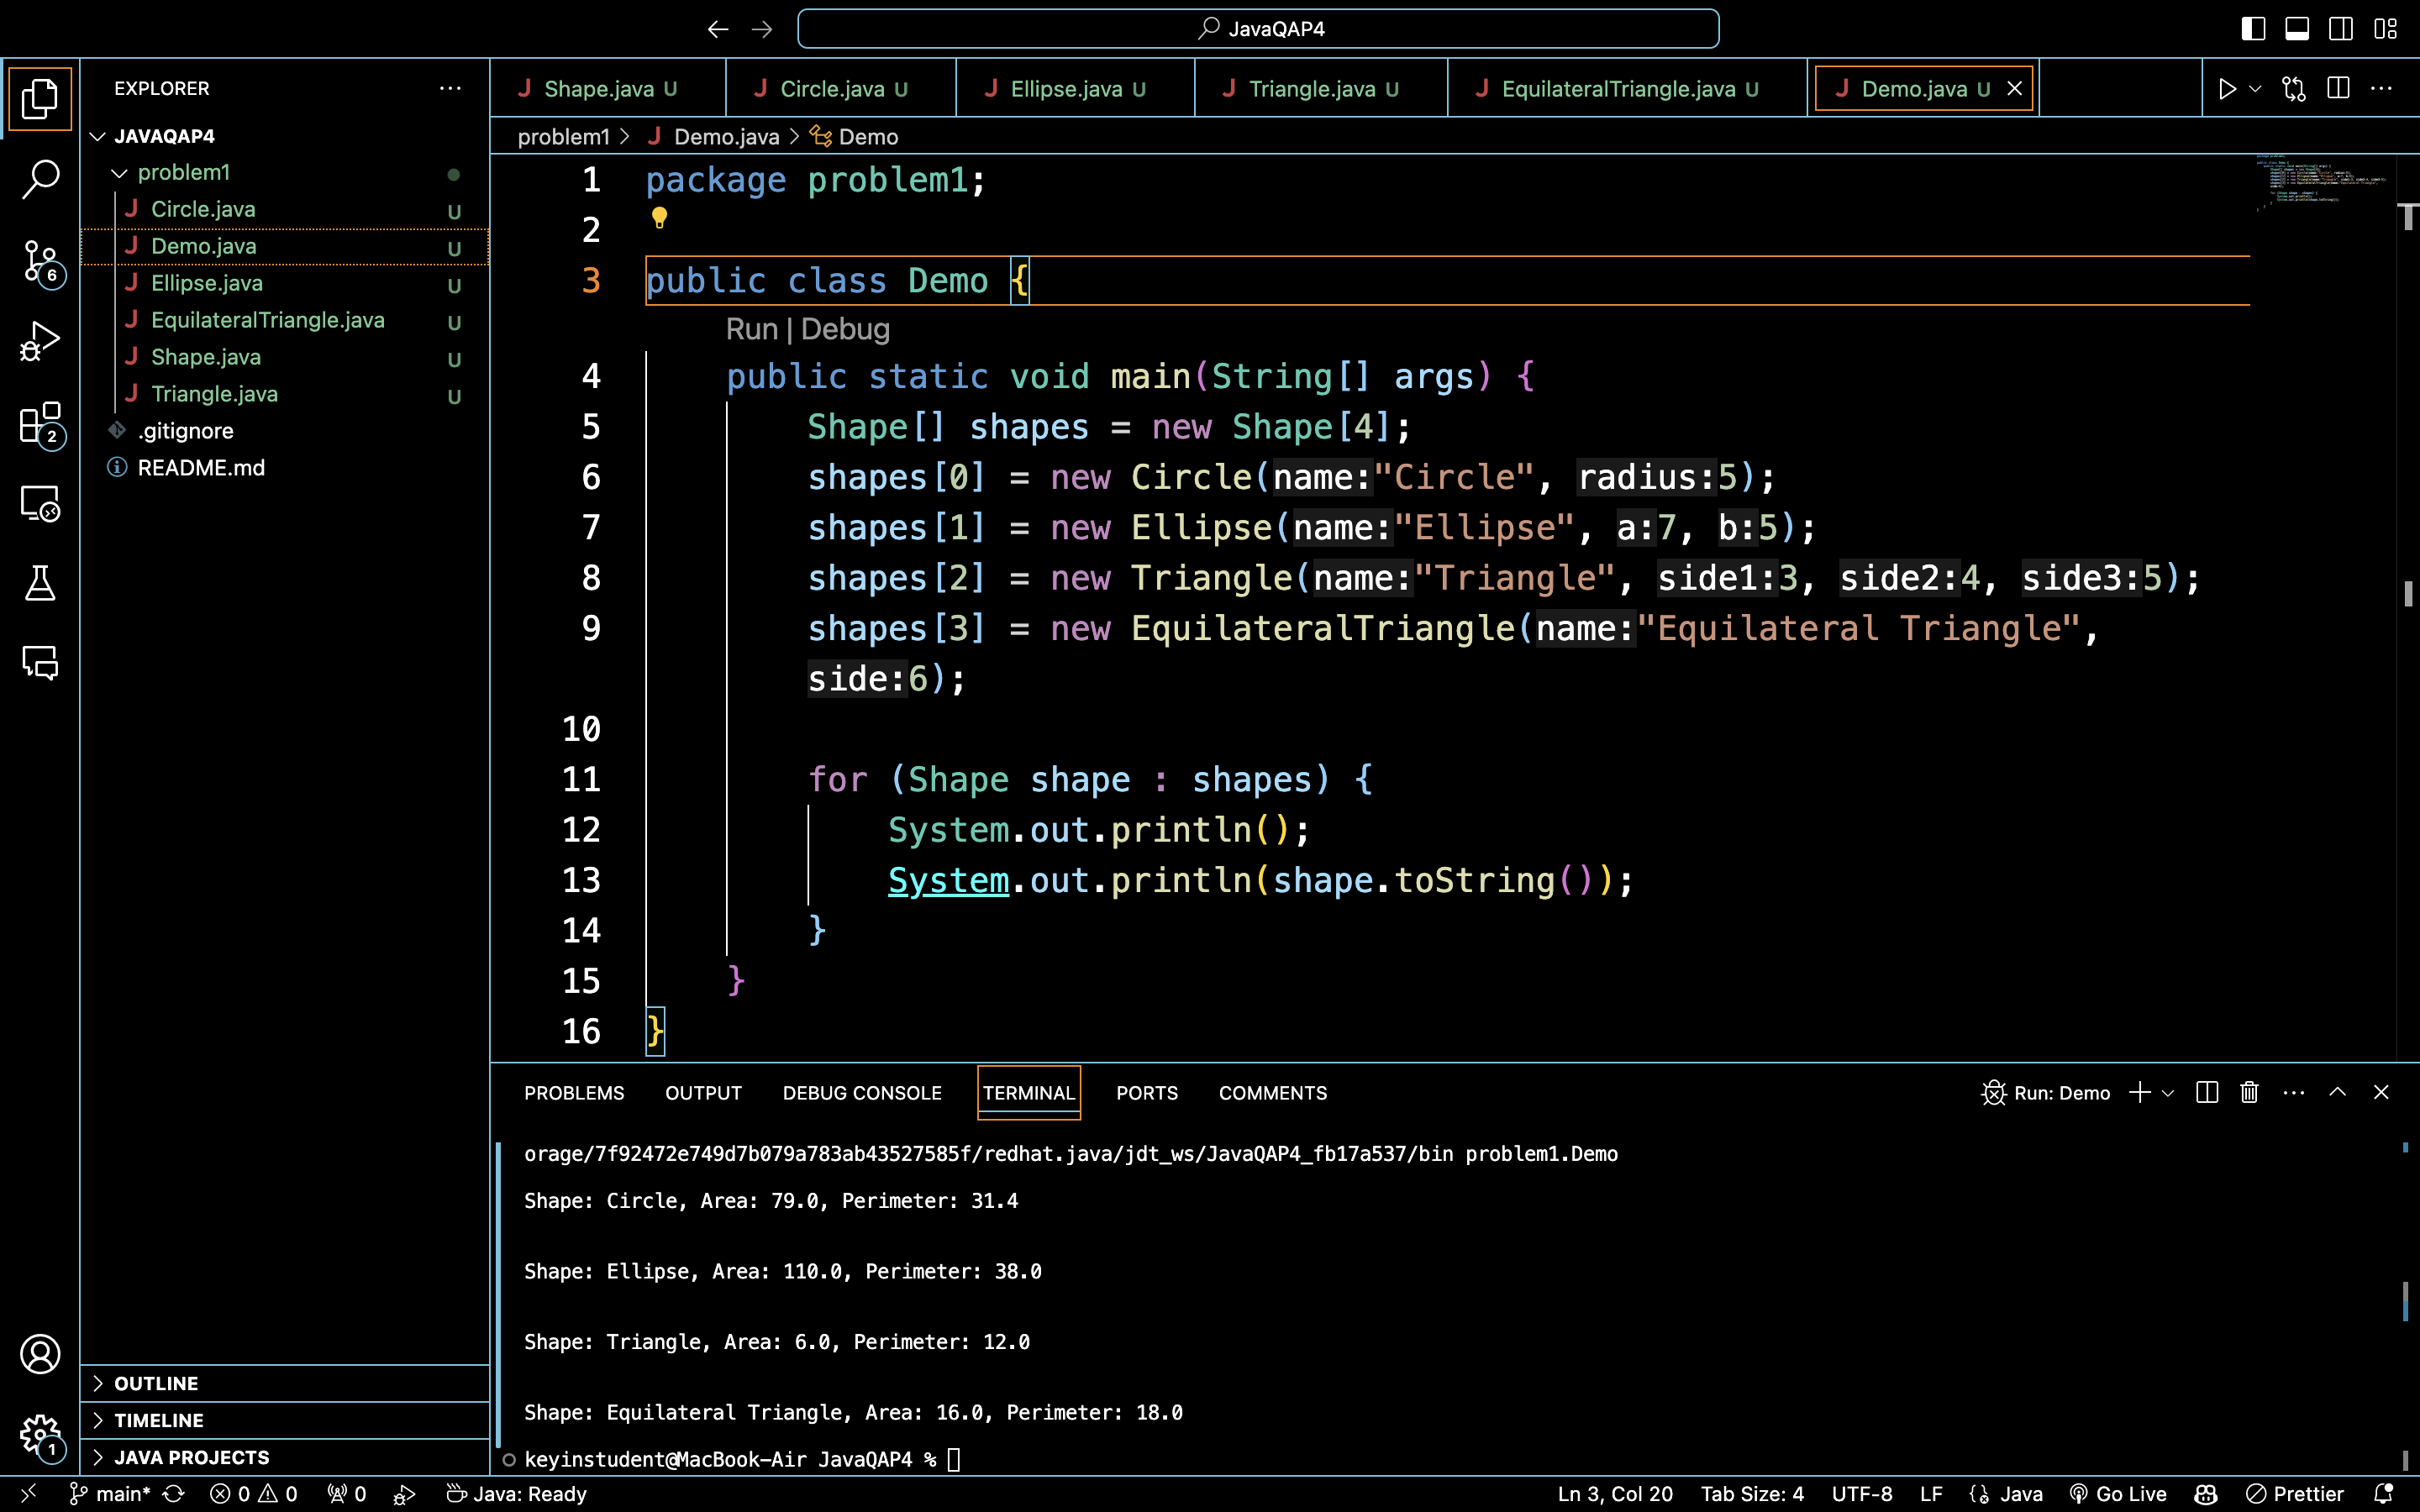 JavaQAP4
EXPLORER
Shape.java U
Circle.java U
Ellipse.java U
Triangle.java U
EquilateralTriangle.java U
Demo.java U
JAVAQAP4
problem1
Circle.java U
Demo.java U
Ellipse.java U
EquilateralTriangle.java U
Shape.java U
Triangle.java U
.gitignore
README.md
6
2
1
OUTLINE
TIMELINE
JAVA PROJECTS
problem1 > Demo.java > Demo
1 package problem1;
2
3 public class Demo {
Run | Debug
4 public static void main(String[] args) {
5 Shape[] shapes = new Shape[4];
6 shapes[0] = new Circle(name:"Circle", radius:5);
7 shapes[1] = new Ellipse(name:"Ellipse", a:7, b:5);
8 shapes[2] = new Triangle(name:"Triangle", side1:3, side2:4, side3:5);
9 shapes[3] = new EquilateralTriangle(name:"Equilateral Triangle",
side:6);
10
11 for (Shape shape : shapes) {
12 System.out.println();
13 System.out.println(shape.toString());
14 }
15 }
16 }
PROBLEMS OUTPUT DEBUG CONSOLE TERMINAL PORTS COMMENTS
Run: Demo
orage/7f92472e749d7b079a783ab43527585f/redhat.java/jdt_ws/JavaQAP4_fb17a537/bin problem1.Demo
Shape: Circle, Area: 79.0, Perimeter: 31.4
Shape: Ellipse, Area: 110.0, Perimeter: 38.0
Shape: Triangle, Area: 6.0, Perimeter: 12.0
Shape: Equilateral Triangle, Area: 16.0, Perimeter: 18.0
keyinstudent@MacBook-Air JavaQAP4 %
main* 0 0 0 Java: Ready Ln 3, Col 20 Tab Size: 4 UTF-8 LF Java Go Live Prettier